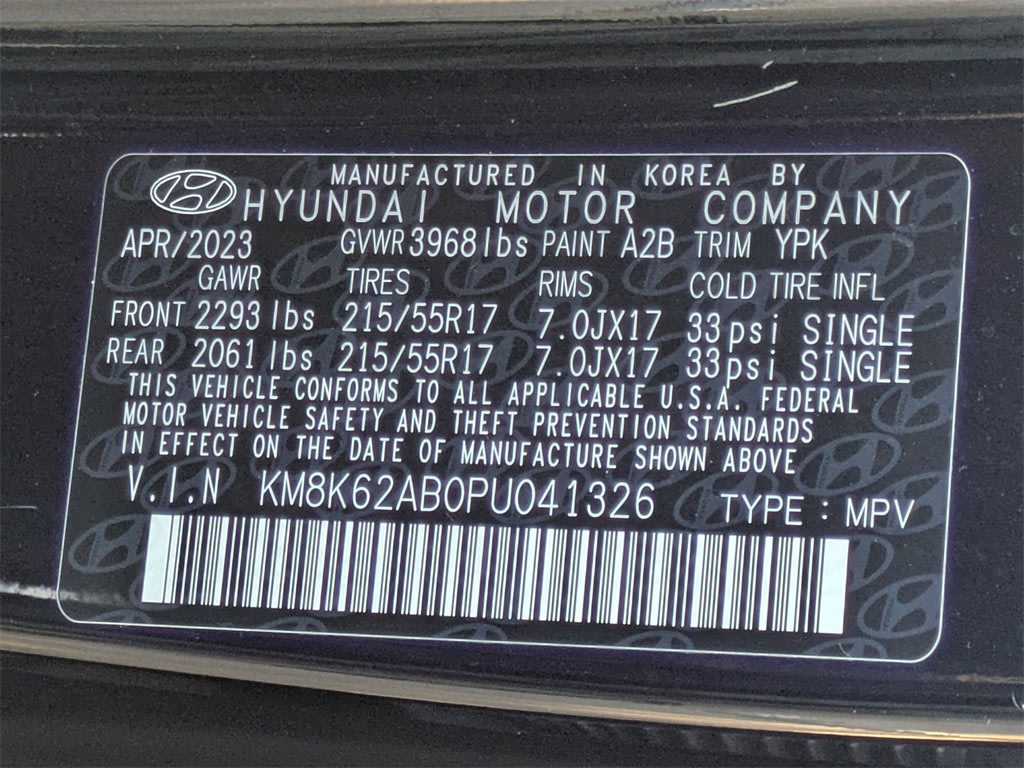 MANUFACTURED IN KOREA BY
HYUNDAI MOTOR COMPANY
APR/2023 GVWR 3968 lbs PAINT A2B TRIM YPK
GAWR TIRES RIMS COLD TIRE INFL
FRONT 2293 lbs 215/55R17 7.0JX17 33psi SINGLE
REAR 2061 lbs 215/55R17 7.0JX17 33psi SINGLE
THIS VEHICLE CONFORMS TO ALL APPLICABLE U.S.A. FEDERAL
MOTOR VEHICLE SAFETY AND THEFT PREVENTION STANDARDS
IN EFFECT ON THE DATE OF MANUFACTURE SHOWN ABOVE
V.I.N KM8K62AB0PU041326 TYPE : MPV